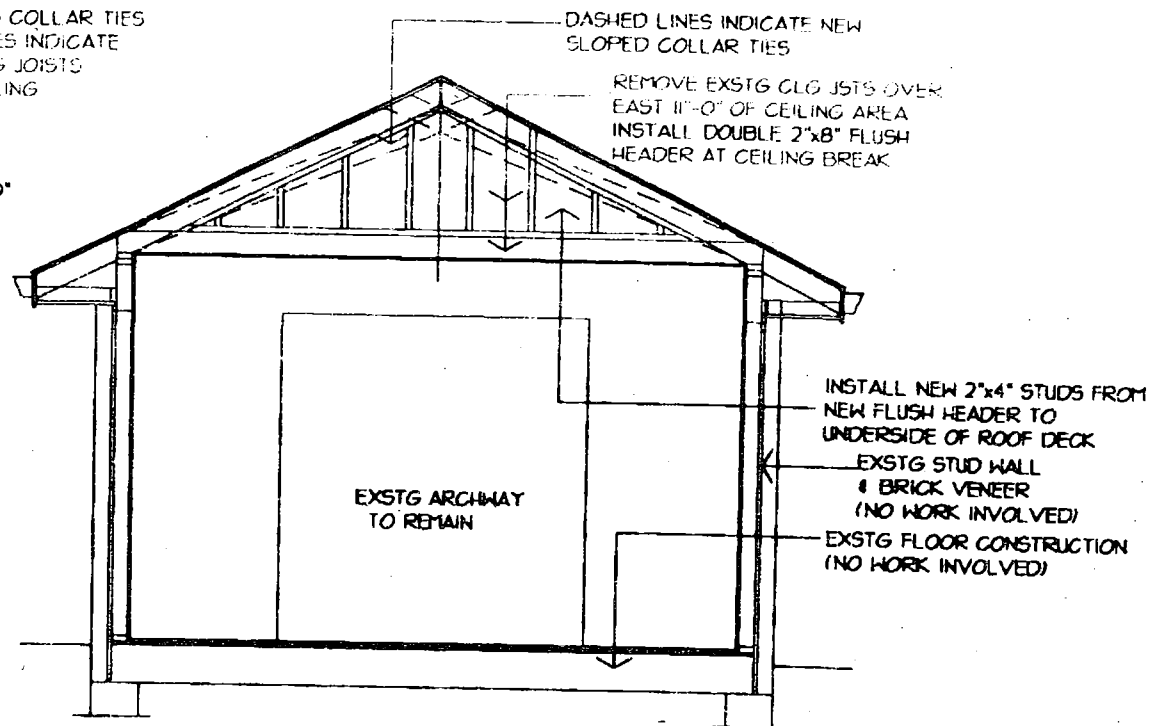 COLLAR TIES
ES INDICATE
G JOISTS
LING
DASHED LINES INDICATE NEW
SLOPED COLLAR TIES
REMOVE EXSTG CLG JSTS OVER
EAST 11'-0" OF CEILING AREA
INSTALL DOUBLE 2"x8" FLUSH
HEADER AT CEILING BREAK
INSTALL NEW 2"x4" STUDS FROM
NEW FLUSH HEADER TO
UNDERSIDE OF ROOF DECK
EXSTG STUD WALL
& BRICK VENEER
(NO WORK INVOLVED)
EXSTG FLOOR CONSTRUCTION
(NO WORK INVOLVED)
EXSTG ARCHWAY
TO REMAIN